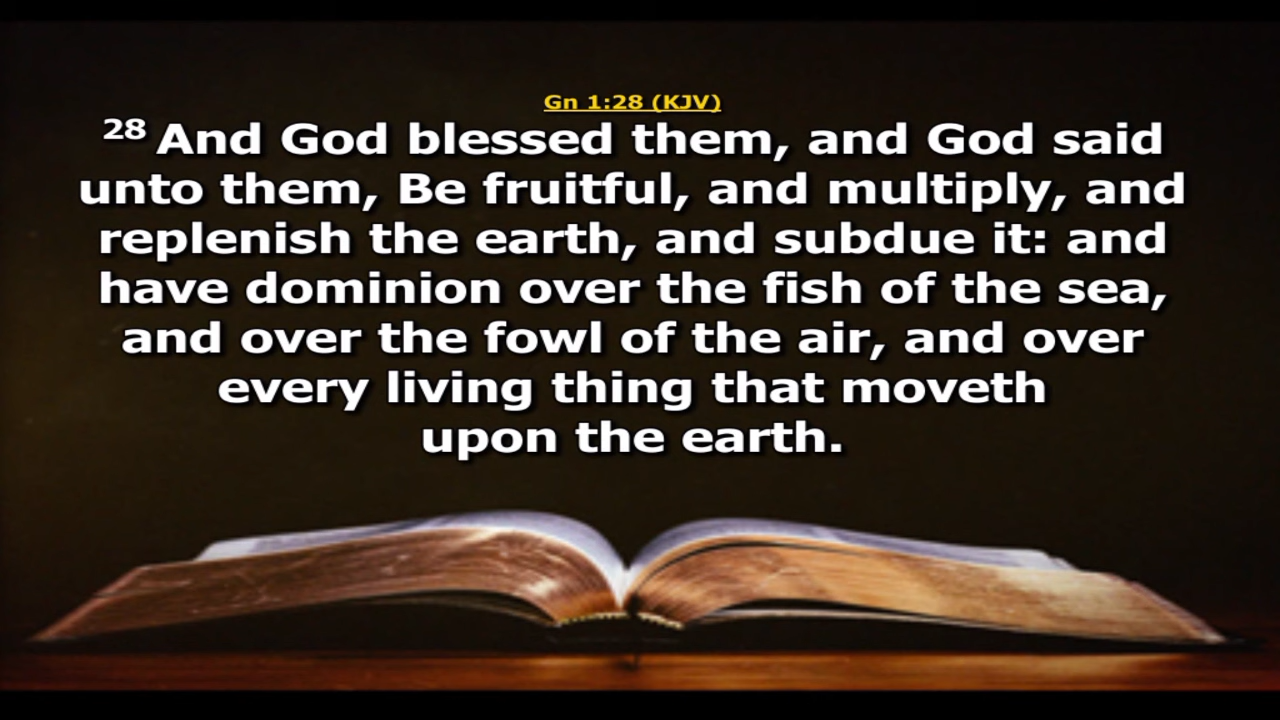 Gn 1:28 (KJV)
28 And God blessed them, and God said
unto them, Be fruitful, and multiply, and
replenish the earth, and subdue it: and
have dominion over the fish of the sea,
and over the fowl of the air, and over
every living thing that moveth
upon the earth.